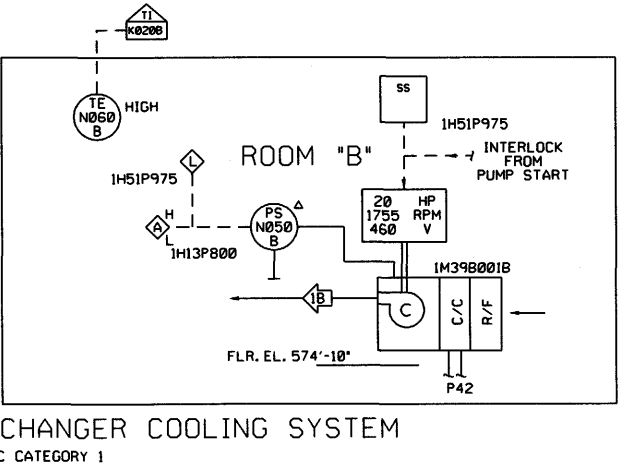 TI
K020B
TE
N060
B
HIGH
SS
1H51P975
INTERLOCK
FROM
PUMP START
ROOM "B"
L
1H51P975
H
A
L
1H13P800
PS
N050
B
20 HP
1755 RPM
460 V
1M39B001B
1B
C
C/C
R/F
FLR. EL. 574'-10"
P42
CHANGER COOLING SYSTEM
C CATEGORY 1